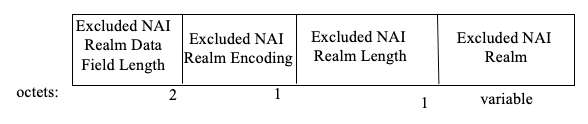 Excluded NAI
Realm Data
Field Length
Excluded NAI
Realm Encoding
Excluded NAI
Realm Length
Excluded NAI
Realm
octets: 2 1 1 variable